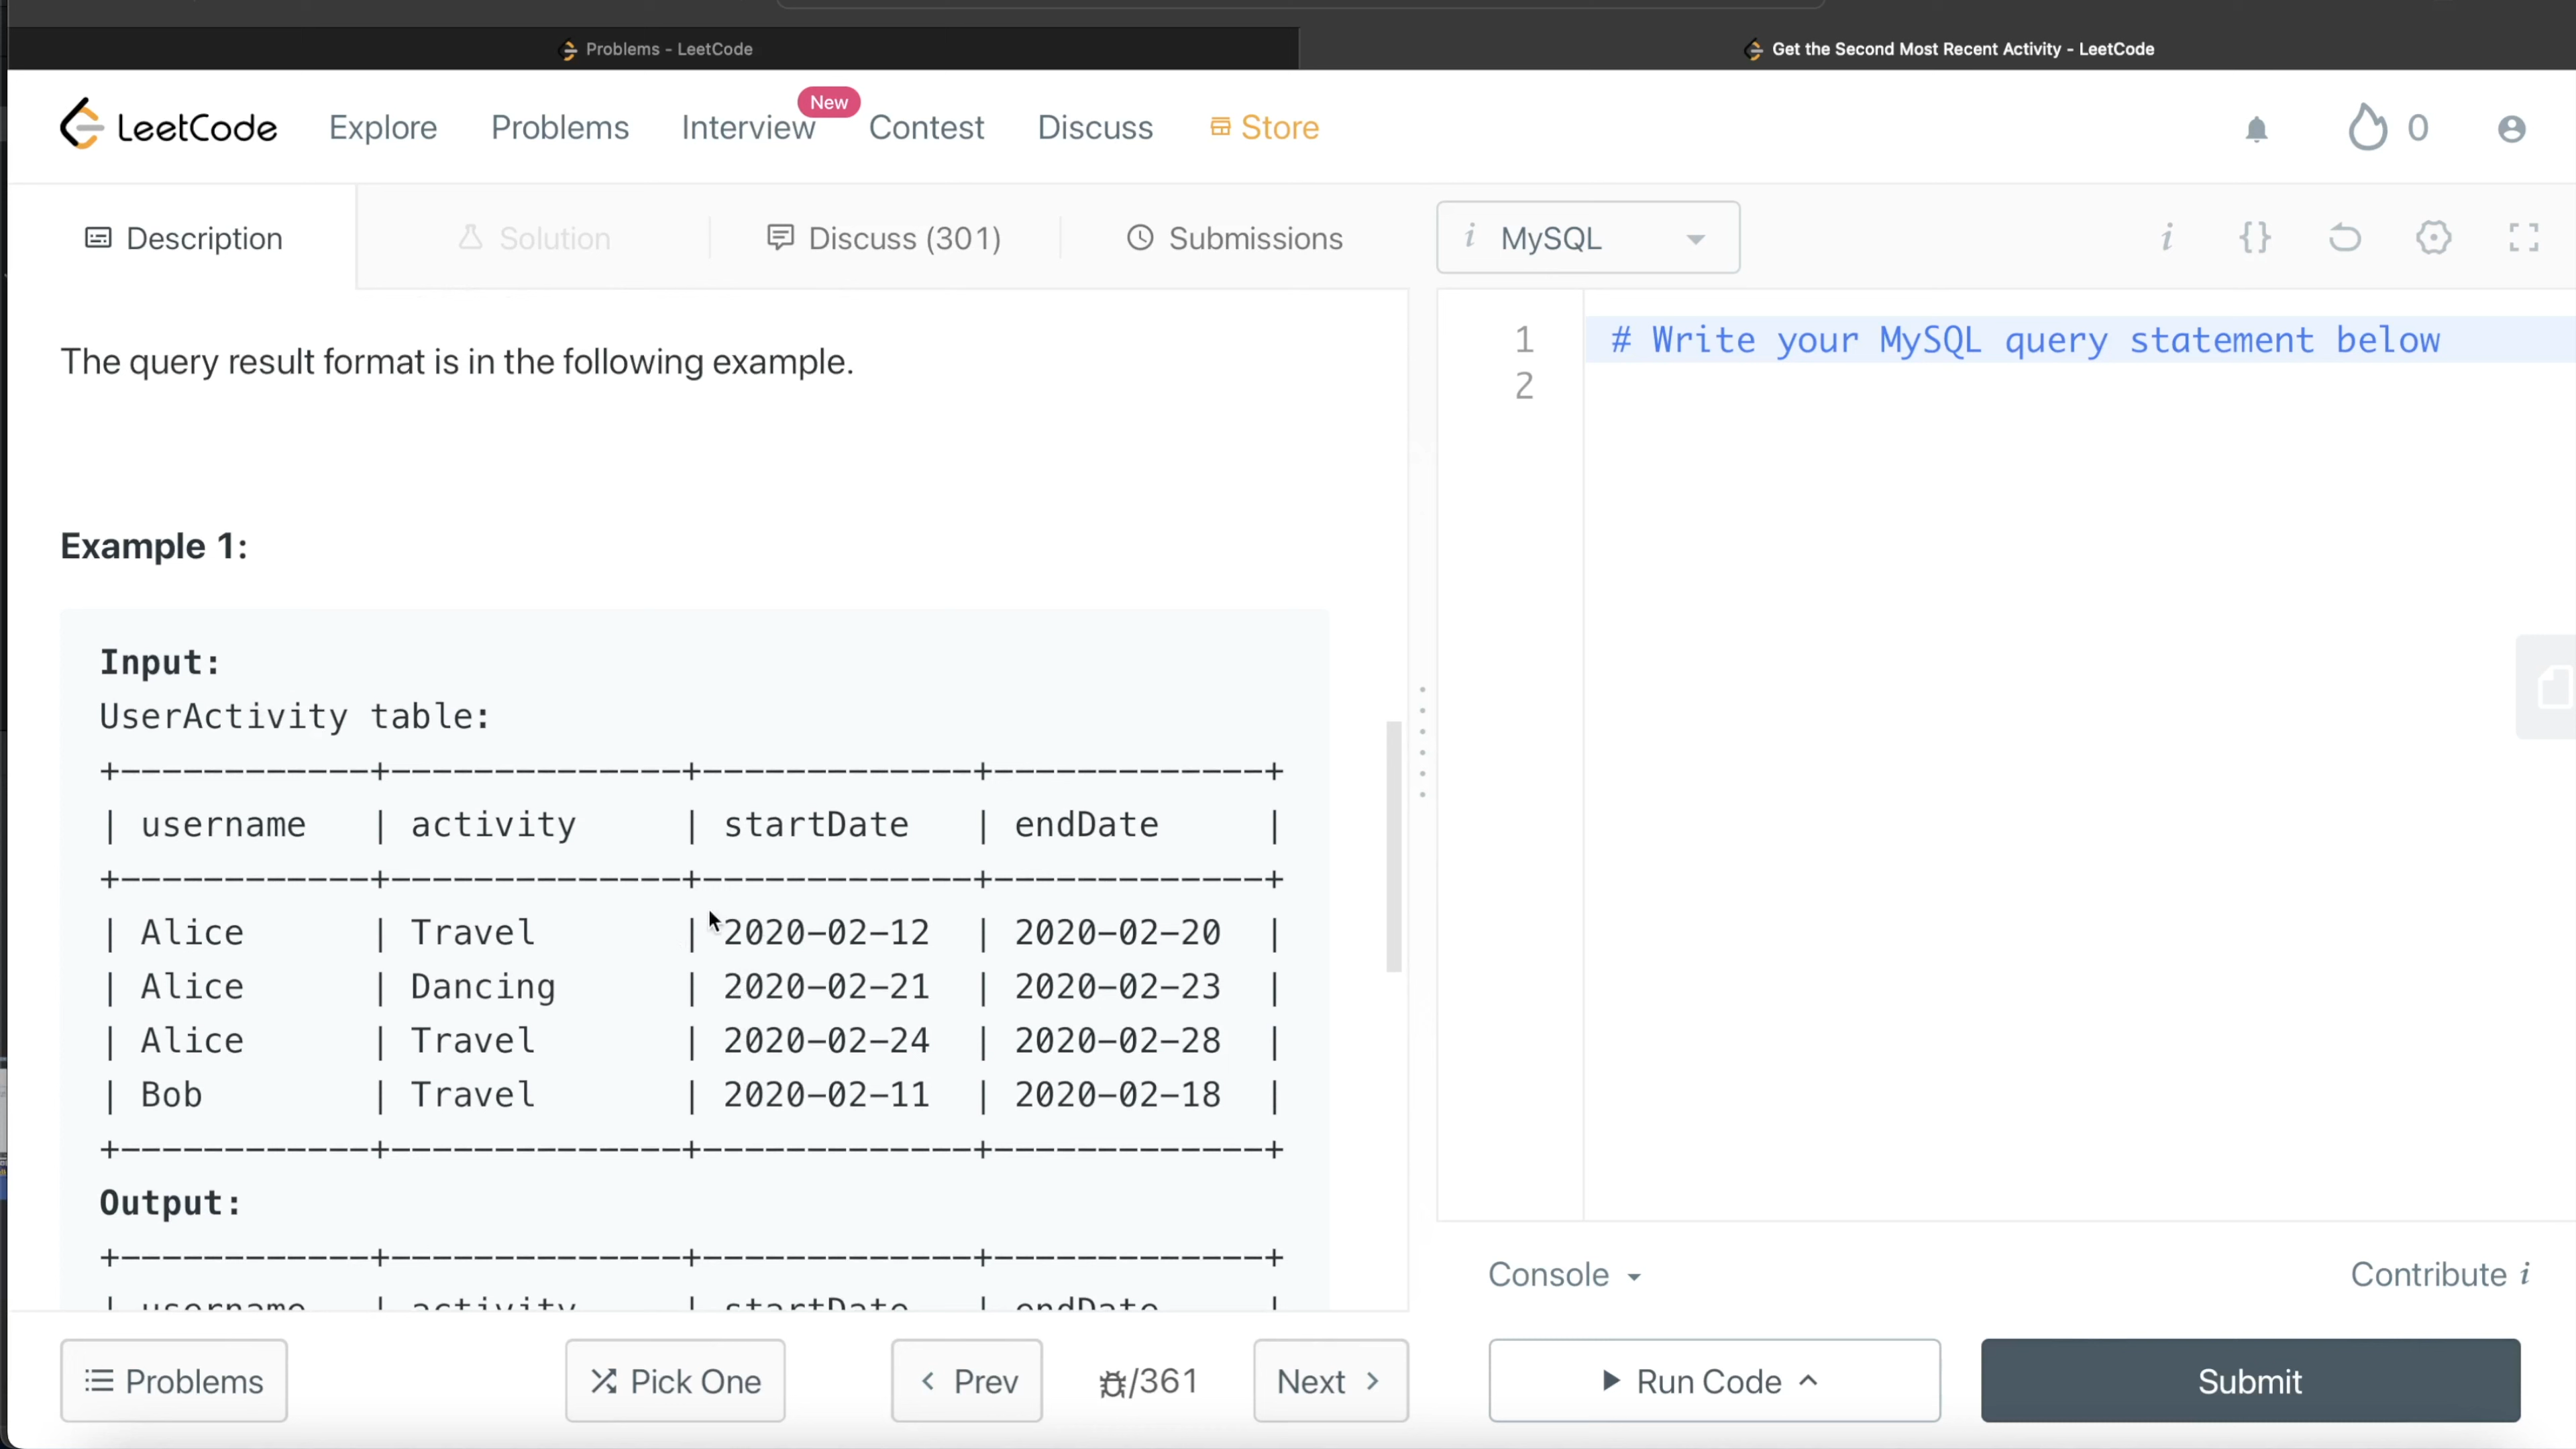 Problems - LeetCode
Get the Second Most Recent Activity - LeetCode
LeetCode
Explore
Problems
Interview
New
Contest
Discuss
Store
0
Description
Solution
Discuss (301)
Submissions
i MySQL
i {}
The query result format is in the following example.
Example 1:
Input:
UserActivity table:
+------------+--------------+-------------+-------------+
| username | activity | startDate | endDate |
+------------+--------------+-------------+-------------+
| Alice | Travel | 2020-02-12 | 2020-02-20 |
| Alice | Dancing | 2020-02-21 | 2020-02-23 |
| Alice | Travel | 2020-02-24 | 2020-02-28 |
| Bob | Travel | 2020-02-11 | 2020-02-18 |
+------------+--------------+-------------+-------------+
Output:
+------------+--------------+-------------+-------------+
| username | activity | startDate | endDate |
1 # Write your MySQL query statement below
2
Console
Contribute i
Problems
Pick One
< Prev
/361
Next >
Run Code
Submit